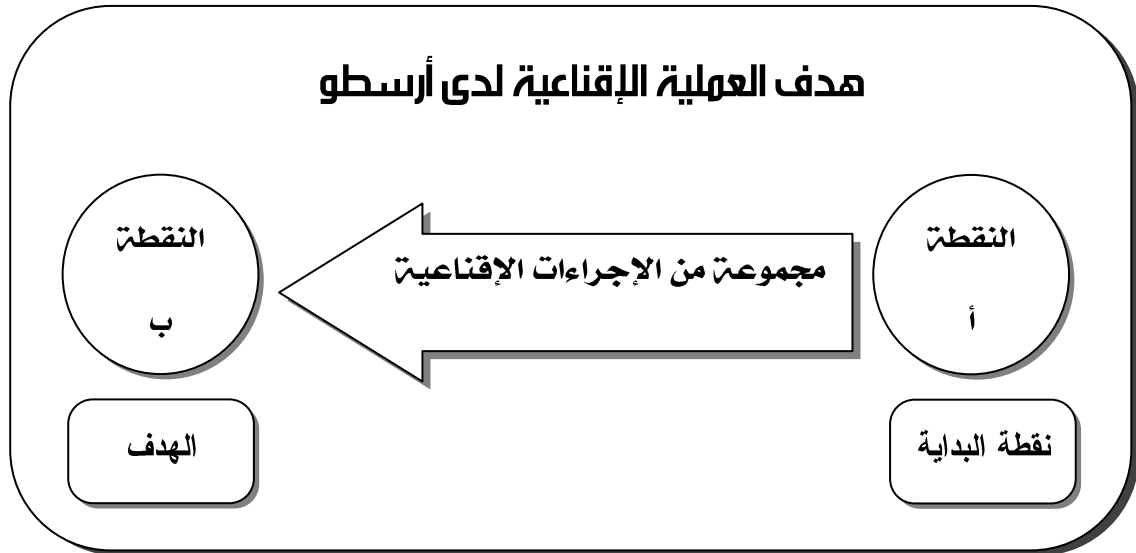 هدف العملية الإقناعية لدى أرسطو
النقطة
أ
مجموعة من الإجراءات الإقناعية
النقطة
ب
نقطة البداية
الهدف